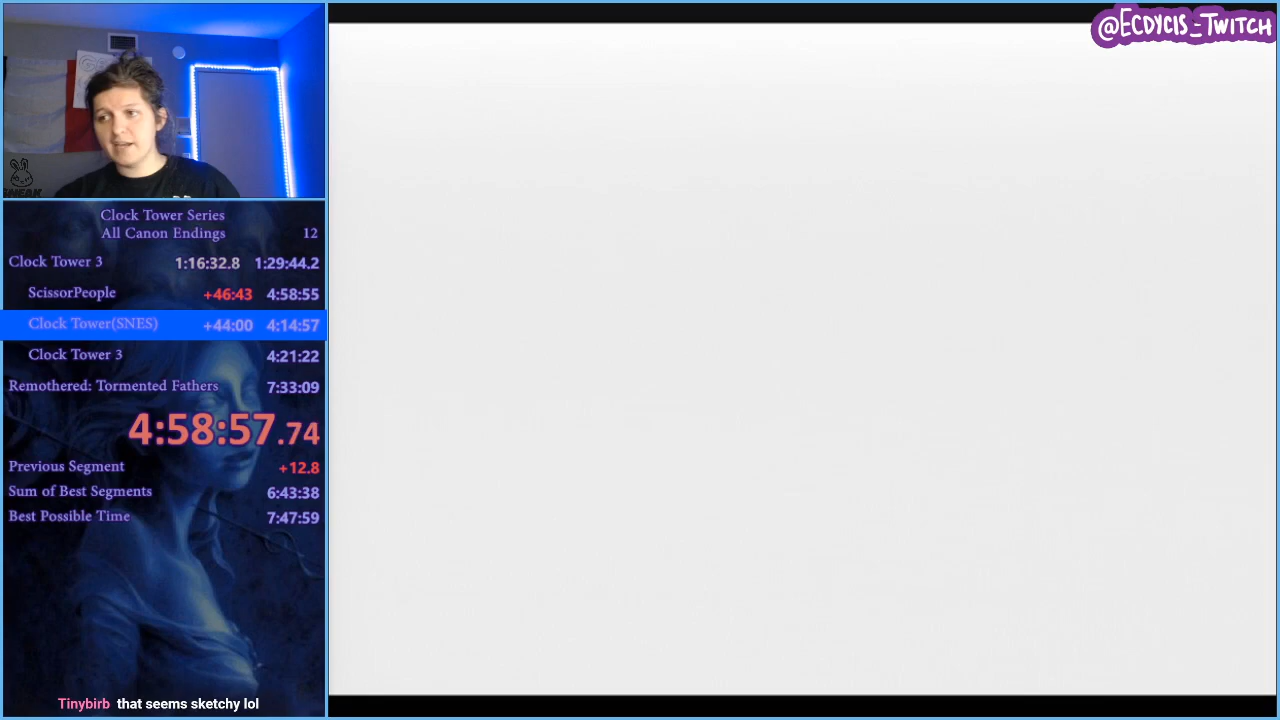 @ECDYCIS_TWITCH
SNEAK
Clock Tower Series
All Canon Endings 12
Clock Tower 3 1:16:32.8 1:29:44.2
ScissorPeople +46:43 4:58:55
Clock Tower(SNES) +44:00 4:14:57
Clock Tower 3 4:21:22
Remothered: Tormented Fathers 7:33:09
4:58:57.74
Previous Segment +12.8
Sum of Best Segments 6:43:38
Best Possible Time 7:47:59
Tinybirb that seems sketchy lol